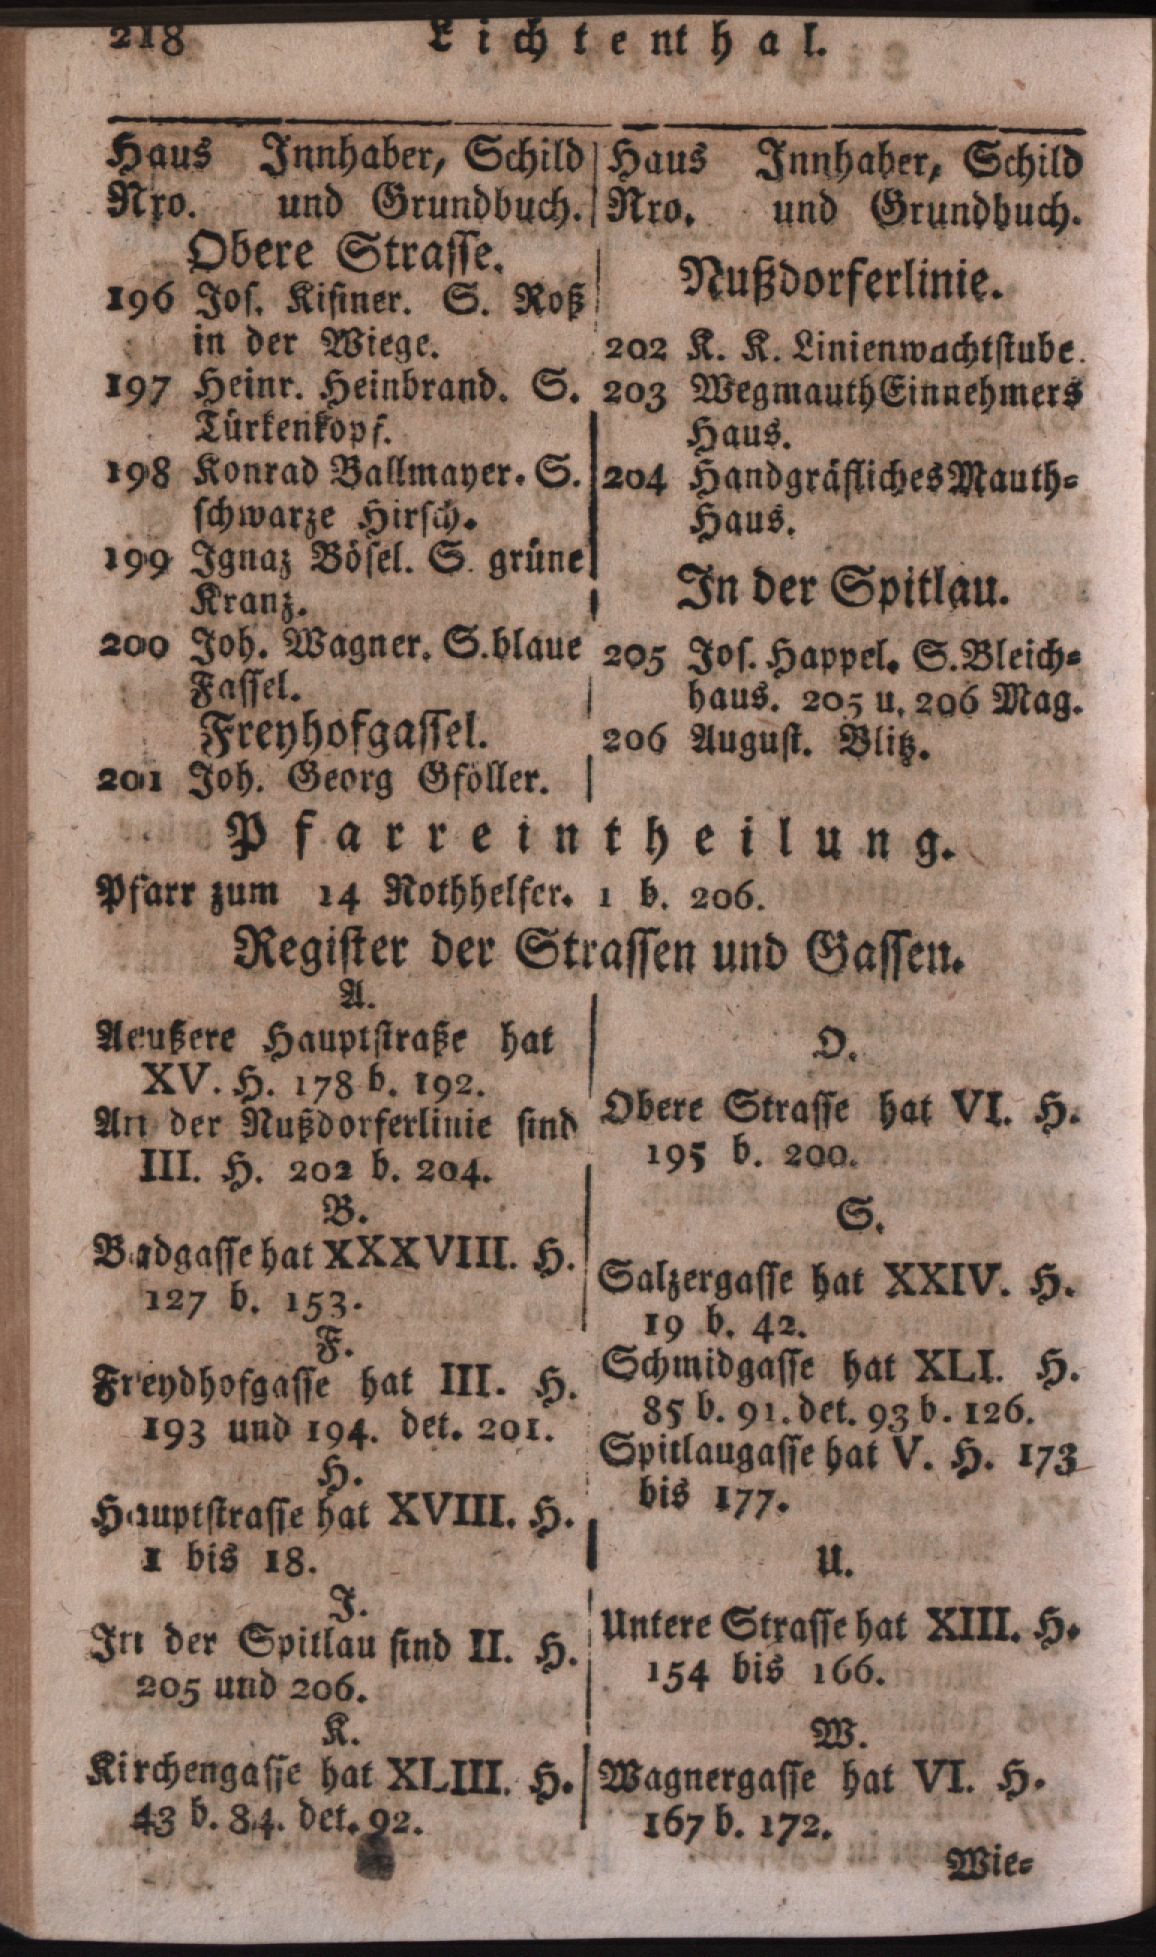 218 Lichtenthal.
Haus Innhaber, Schild
Nro. und Grundbuch.
Obere Strasse.
196 Jos. Kisiner. S. Roß
in der Wiege.
197 Heinr. Heinbrand. S.
Türkenkopf.
198 Konrad Ballmayer. S.
schwarze Hirsch.
199 Ignaz Bösel. S. grüne
Kranz.
200 Joh. Wagner. S. blaue
Fassel.
Freyhofgassel.
201 Joh. Georg Gföller.
Haus Innhaber, Schild
Nro. und Grundbuch.
Nußdorferlinie.
202 K. K. Linienwachtstube.
203 WegmauthEinnehmers
Haus.
204 HandgräflichesMauth-
Haus.
In der Spitlau.
205 Jos. Happel. S. Bleich-
haus. 205 u. 206 Mag.
206 August. Blitz.
Pfarreintheilung.
Pfarr zum 14 Nothhelfer. 1 b. 206.
Register der Strassen und Gassen.
A.
Aeußere Hauptstraße hat
XV. H. 178 b. 192.
An der Nußdorferlinie sind
III. H. 202 b. 204.
B.
Badgasse hat XXXVIII. H.
127 b. 153.
F.
Freydhofgasse hat III. H.
193 und 194. det. 201.
H.
Hauptstrasse hat XVIII. H.
1 bis 18.
J.
In der Spitlau sind II. H.
205 und 206.
K.
Kirchengasse hat XLIII. H.
43 b. 84. det. 92.
O.
Obere Strasse hat VI. H.
195 b. 200.
S.
Salzergasse hat XXIV. H.
19 b. 42.
Schmidgasse hat XLI. H.
85 b. 91. det. 93 b. 126.
Spitlaugasse hat V. H. 173
bis 177.
U.
Untere Strasse hat XIII. H.
154 bis 166.
W.
Wagnergasse hat VI. H.
167 b. 172.
Wie-